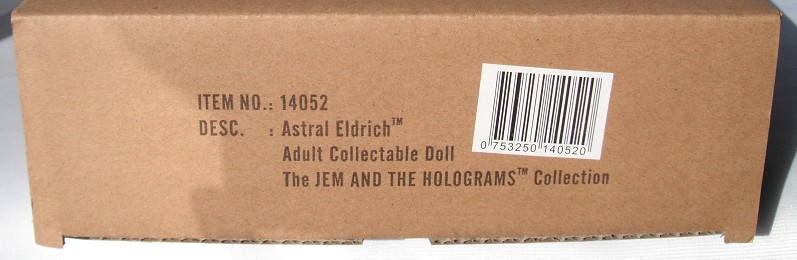 ITEM NO.: 14052
DESC. : Astral Eldrich™
Adult Collectable Doll
The JEM AND THE HOLOGRAMS™ Collection
0 753250 140520